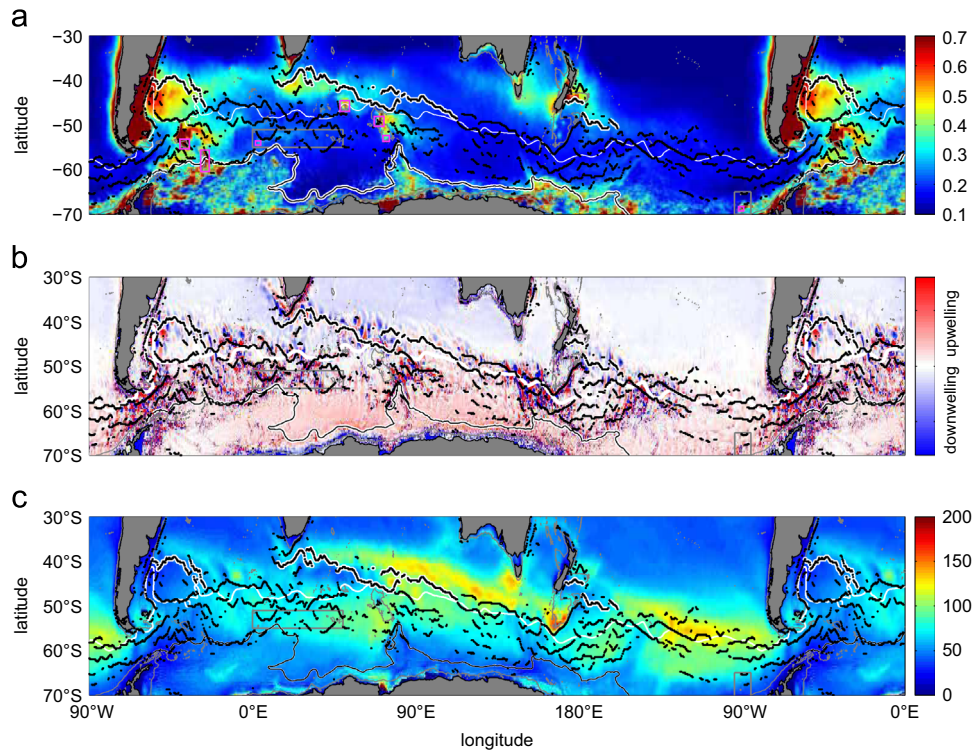 a
−30
−40
−50
−60
−70
latitude
0.7
0.6
0.5
0.4
0.3
0.2
0.1
b
30°S
40°S
50°S
60°S
70°S
latitude
downwelling upwelling
c
30°S
40°S
50°S
60°S
70°S
latitude
200
150
100
50
0
90°W 0°E 90°E 180°E 90°W 0°E
longitude